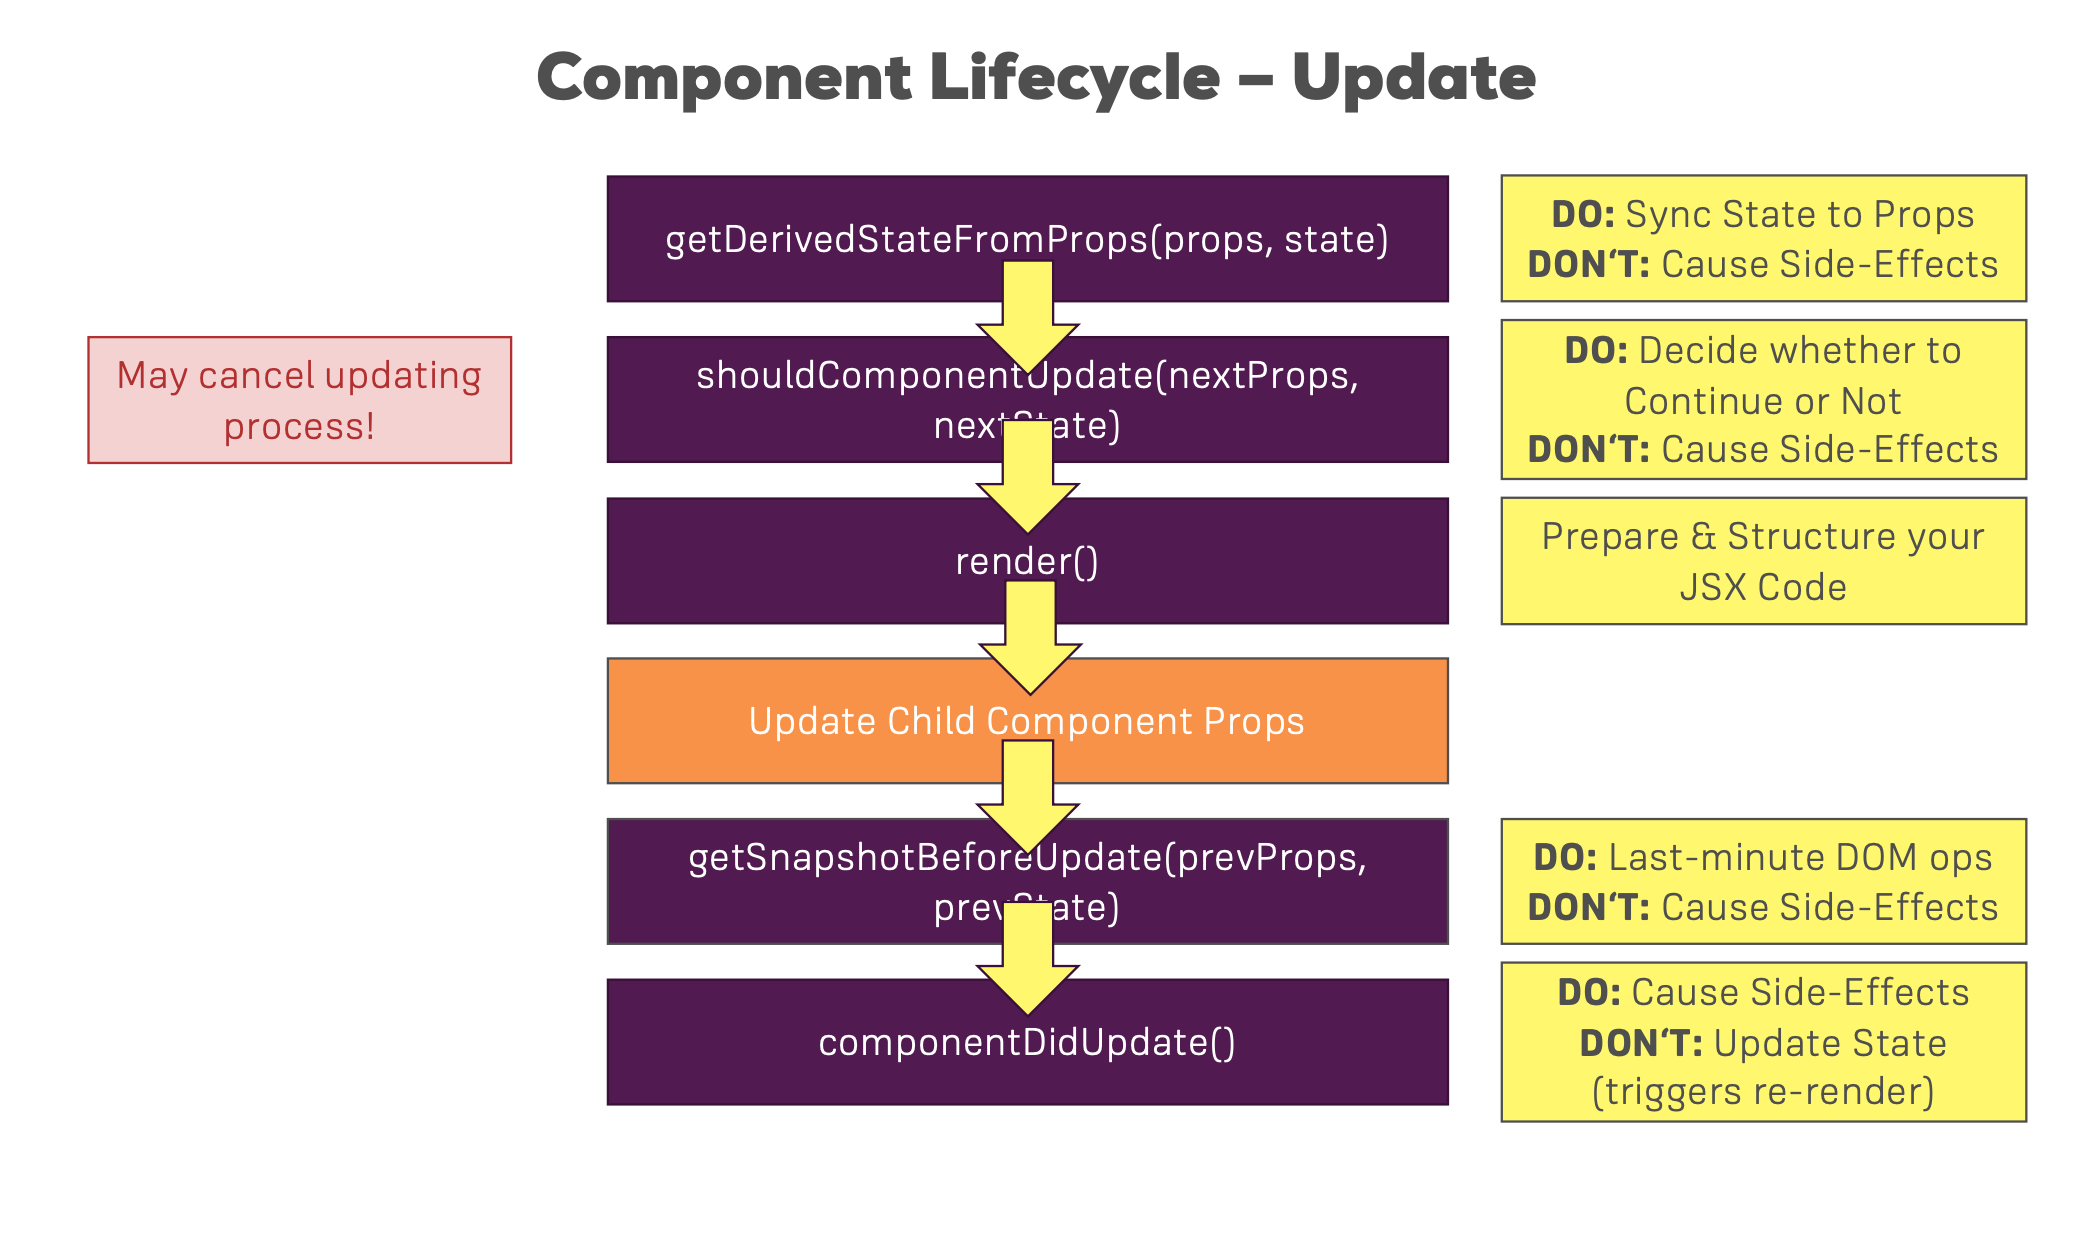 Component Lifecycle – Update
getDerivedStateFromProps(props, state)
DO: Sync State to Props
DON‘T: Cause Side-Effects
May cancel updating
process!
shouldComponentUpdate(nextProps,
nextState)
DO: Decide whether to
Continue or Not
DON‘T: Cause Side-Effects
render()
Prepare & Structure your
JSX Code
Update Child Component Props
getSnapshotBeforeUpdate(prevProps,
prevState)
DO: Last-minute DOM ops
DON‘T: Cause Side-Effects
componentDidUpdate()
DO: Cause Side-Effects
DON‘T: Update State
(triggers re-render)